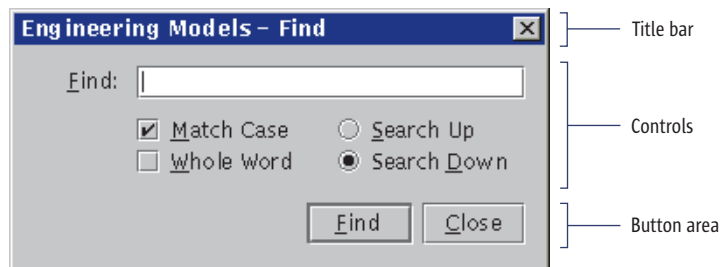 Engineering Models – Find
Title bar
Find:
Match Case
Search Up
Controls
Whole Word
Search Down
Find
Close
Button area